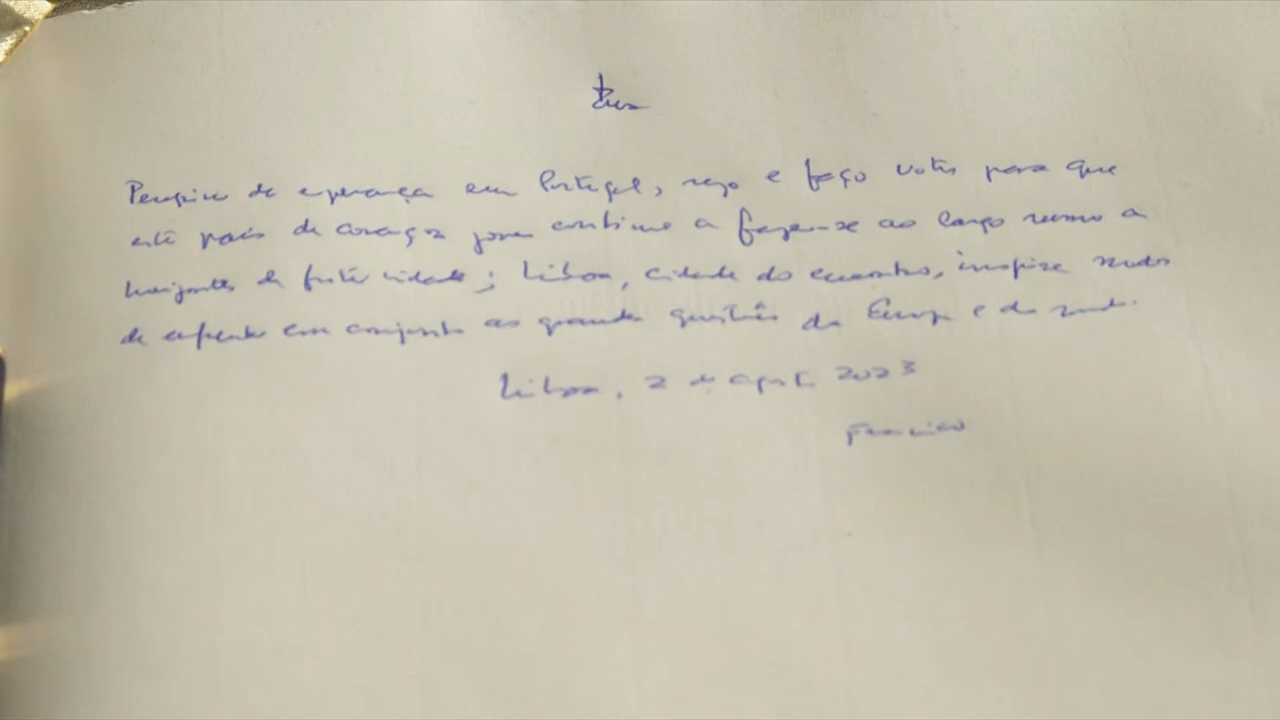 Peregrino de esperança em Portugal, rezo e faço votos para que
este país de coração jovem continue a fazer-se ao largo rumo a
horizontes de fraternidade; Lisboa, cidade do encontro, inspire modos
de enfrentar em conjunto as grandes questões da Europa e do mundo.
Lisboa, 2 de agosto 2023
Francisco